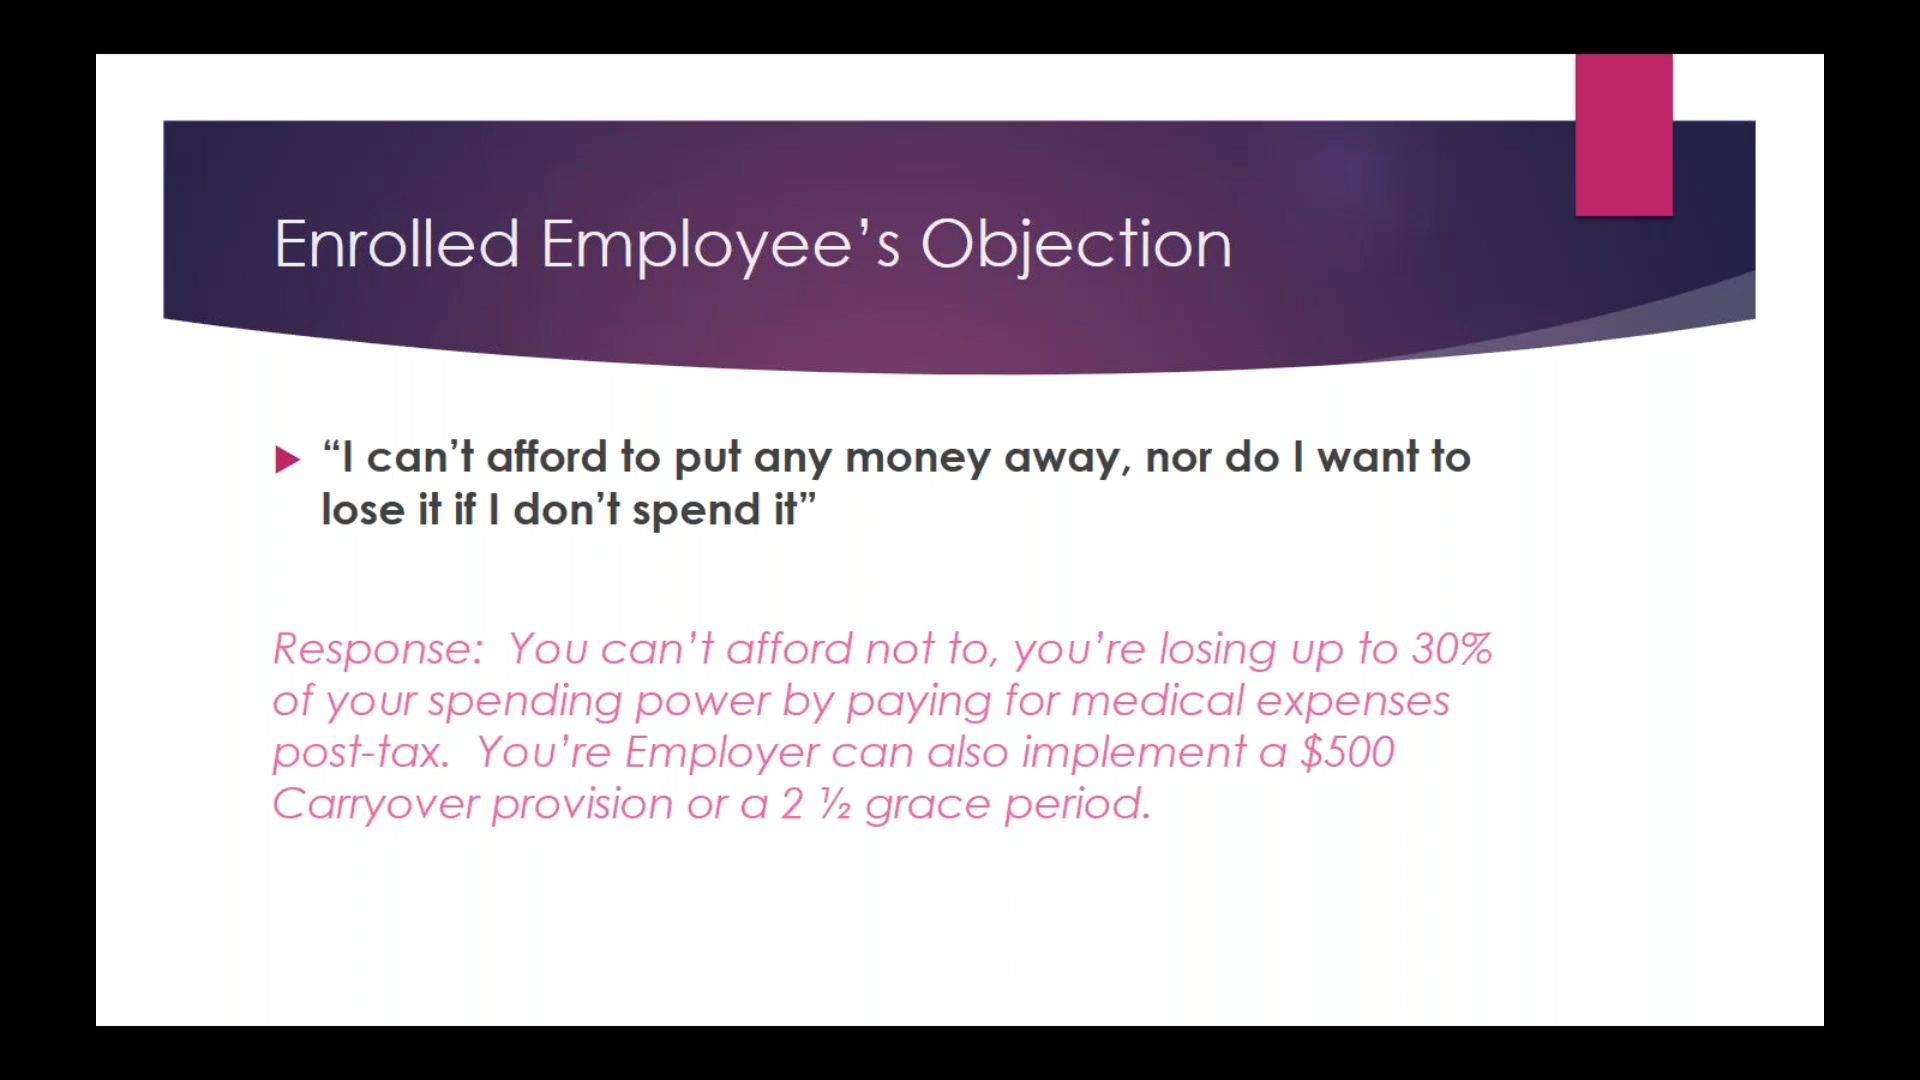 Enrolled Employee’s Objection
“I can’t afford to put any money away, nor do I want to
lose it if I don’t spend it”
Response:  You can’t afford not to, you’re losing up to 30%
of your spending power by paying for medical expenses
post-tax.  You’re Employer can also implement a $500
Carryover provision or a 2 ½ grace period.